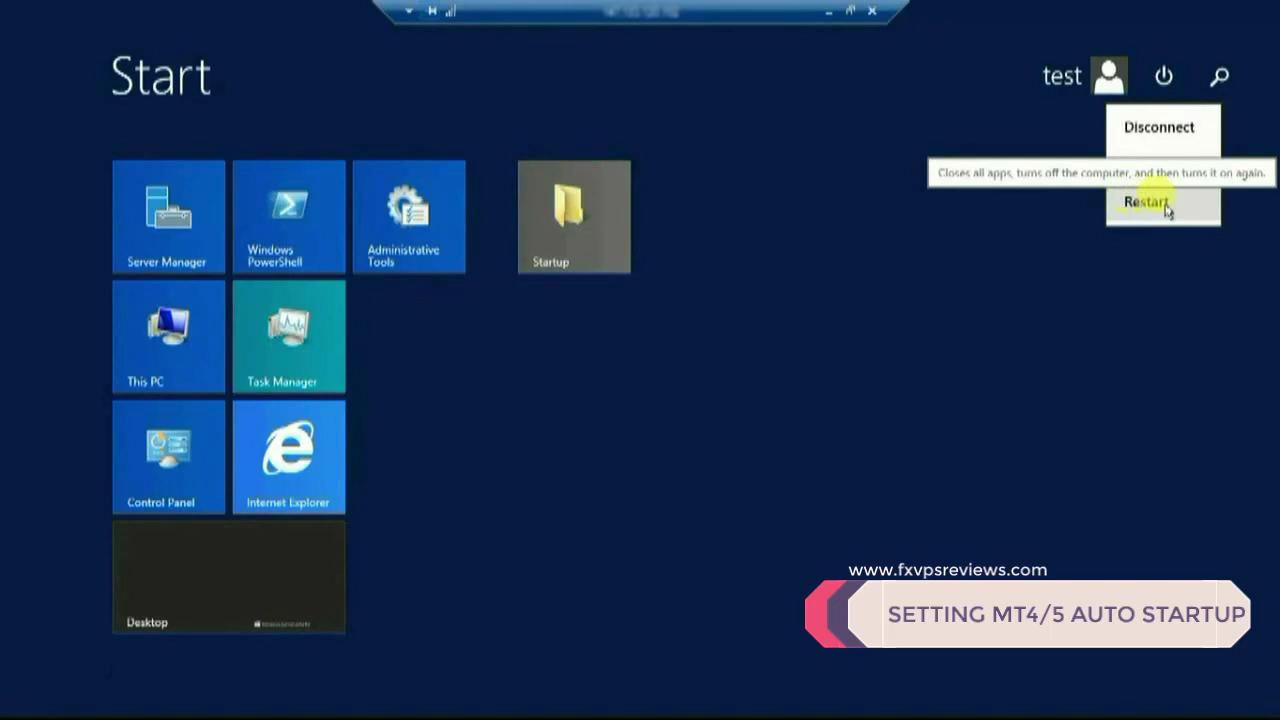 Start
test
Disconnect
Closes all apps, turns off the computer, and then turns it on again.
Restart
Server Manager
Windows
PowerShell
Administrative
Tools
Startup
This PC
Task Manager
Control Panel
Internet Explorer
Desktop
www.fxvpsreviews.com
SETTING MT4/5 AUTO STARTUP